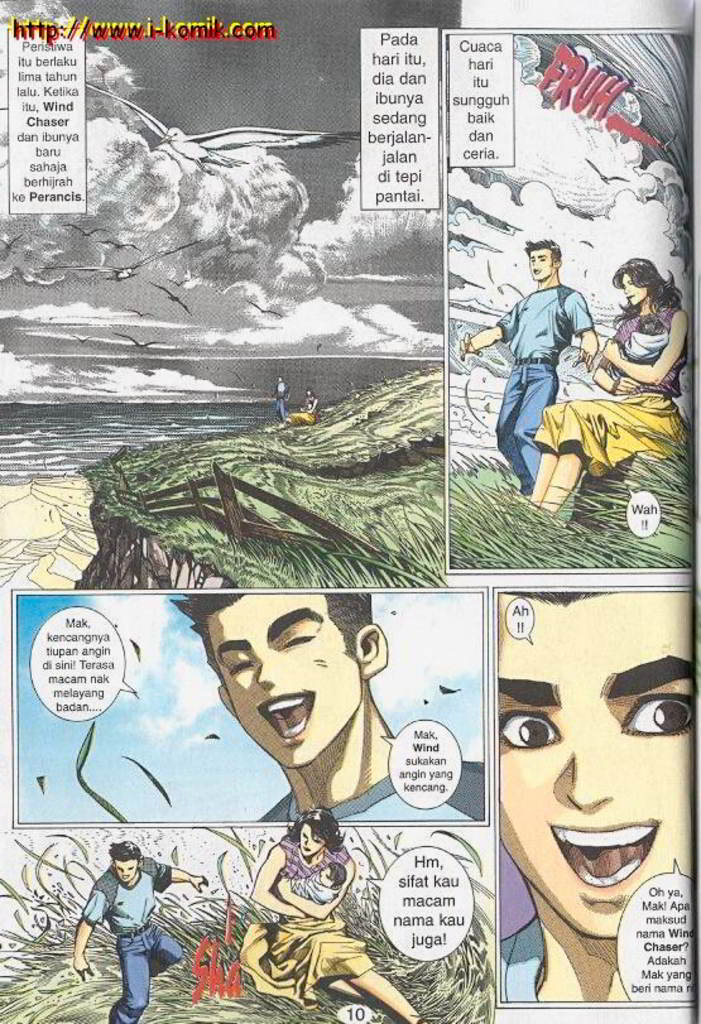 http://www.i-komik.com
Peristiwa
itu berlaku
lima tahun
lalu. Ketika
itu, Wind
Chaser
dan ibunya
baru
sahaja
berhijrah
ke Perancis.
Pada
hari itu,
dia dan
ibunya
sedang
berjalan-
jalan
di tepi
pantai.
Cuaca
hari
itu
sungguh
baik
dan
ceria.
FRUH
Wah
!!
Mak,
kencangnya
tiupan angin
di sini! Terasa
macam nak
melayang
badan....
Mak,
Wind
sukakan
angin yang
kencang.
Ah
!!
Oh ya,
Mak! Apa
maksud
nama Wind
Chaser?
Adakah
Mak yang
beri nama
Hm,
sifat kau
macam
nama kau
juga!
SHA
10